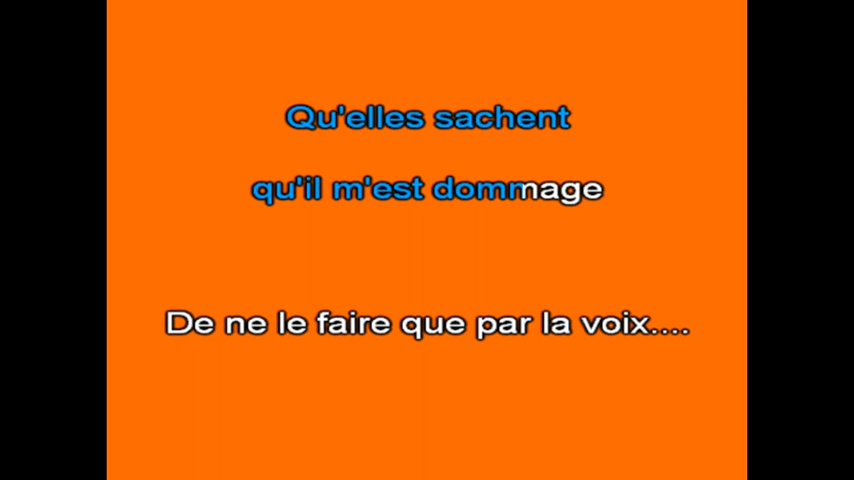 Qu'elles sachent
qu'il m'est dommage
De ne le faire que par la voix....